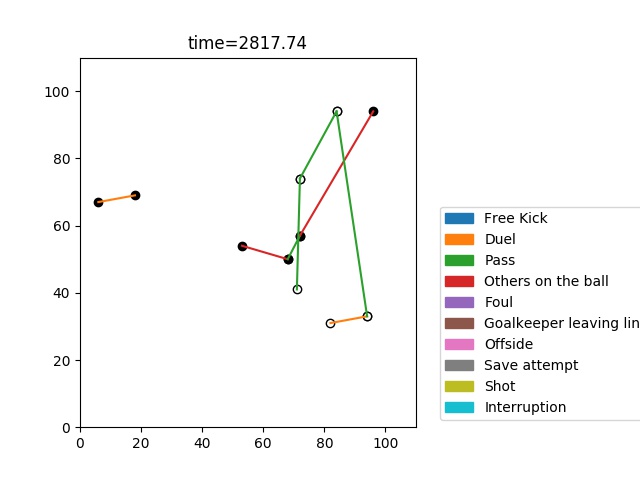 time=2817.74
100
80
60
40
20
0
0 20 40 60 80 100
Free Kick
Duel
Pass
Others on the ball
Foul
Goalkeeper leaving lin
Offside
Save attempt
Shot
Interruption